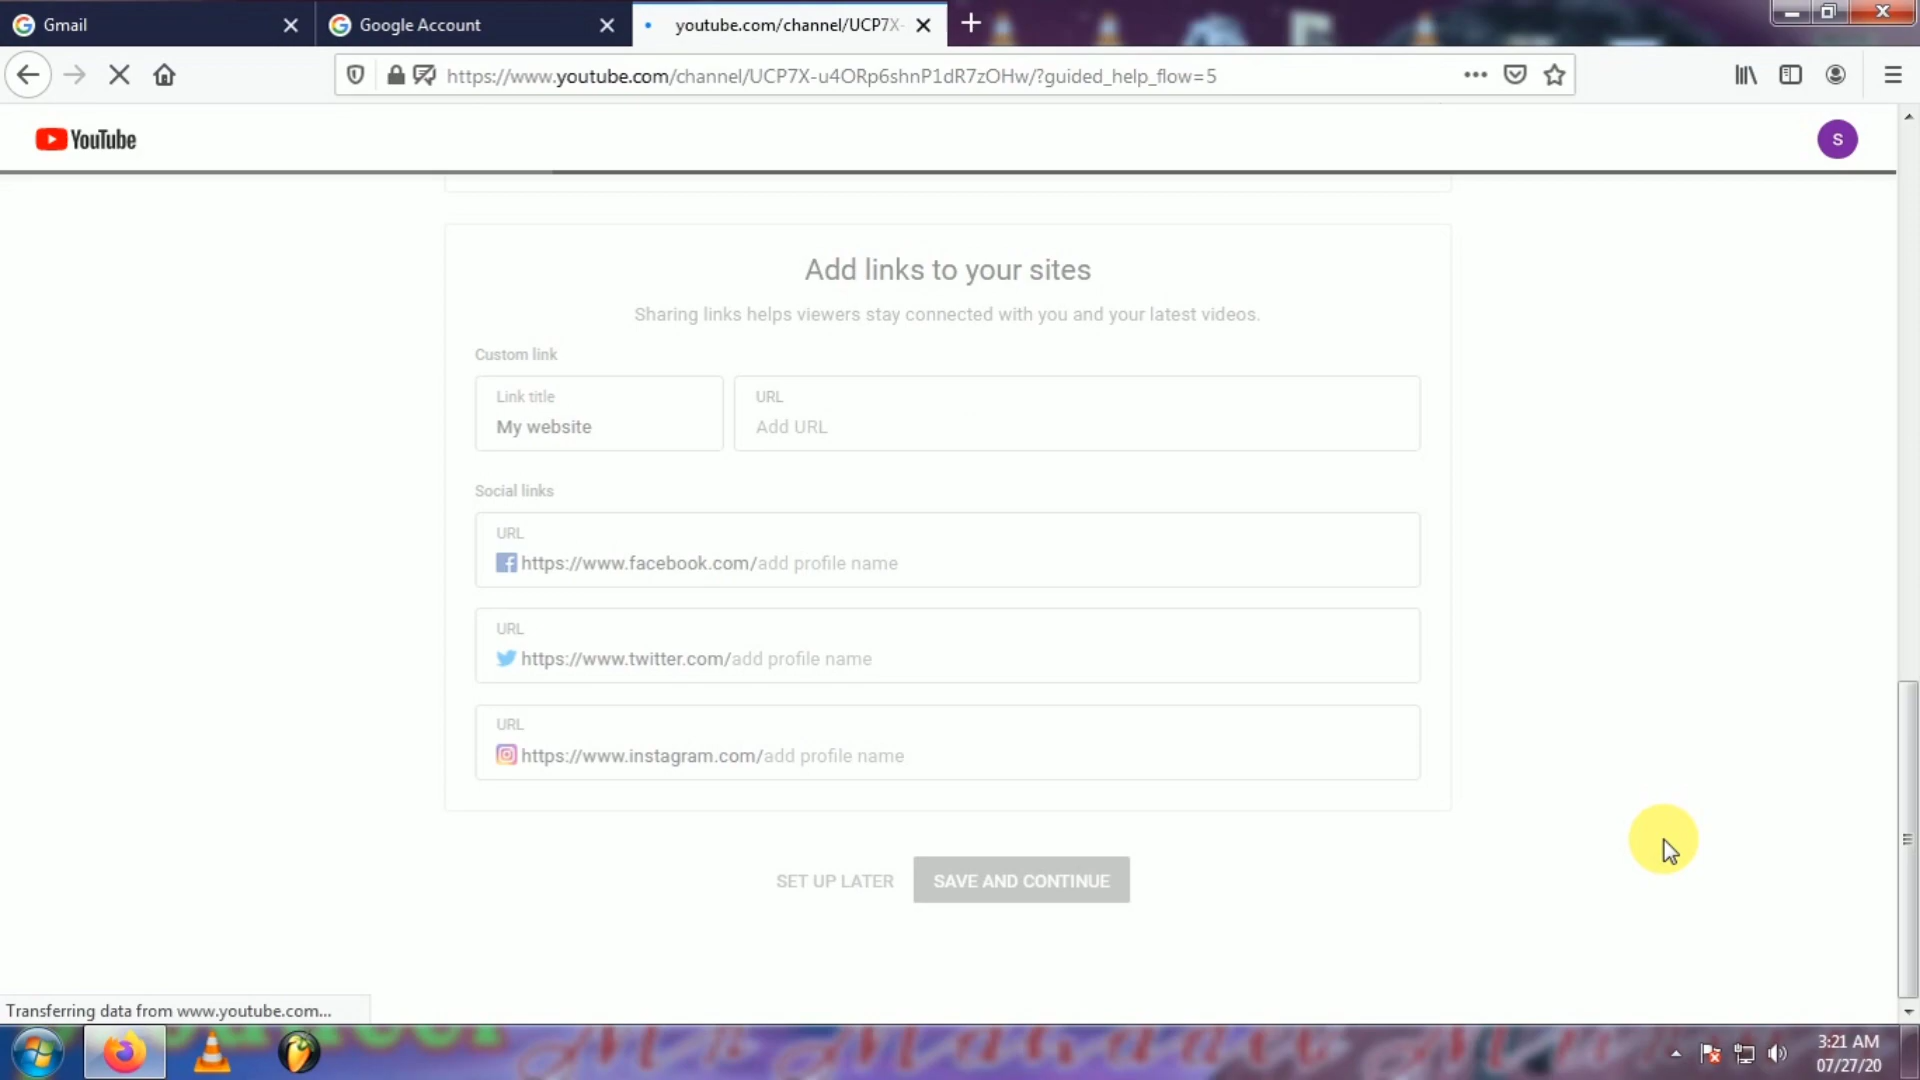 Gmail
Google Account
youtube.com/channel/UCP7X-
https://www.youtube.com/channel/UCP7X-u4ORp6shnP1dR7zOHw/?guided_help_flow=5
YouTube
S
Add links to your sites
Sharing links helps viewers stay connected with you and your latest videos.
Custom link
Link title
My website
URL
Add URL
Social links
URL
https://www.facebook.com/add profile name
URL
https://www.twitter.com/add profile name
URL
https://www.instagram.com/add profile name
SET UP LATER
SAVE AND CONTINUE
Transferring data from www.youtube.com...
3:21 AM
07/27/20